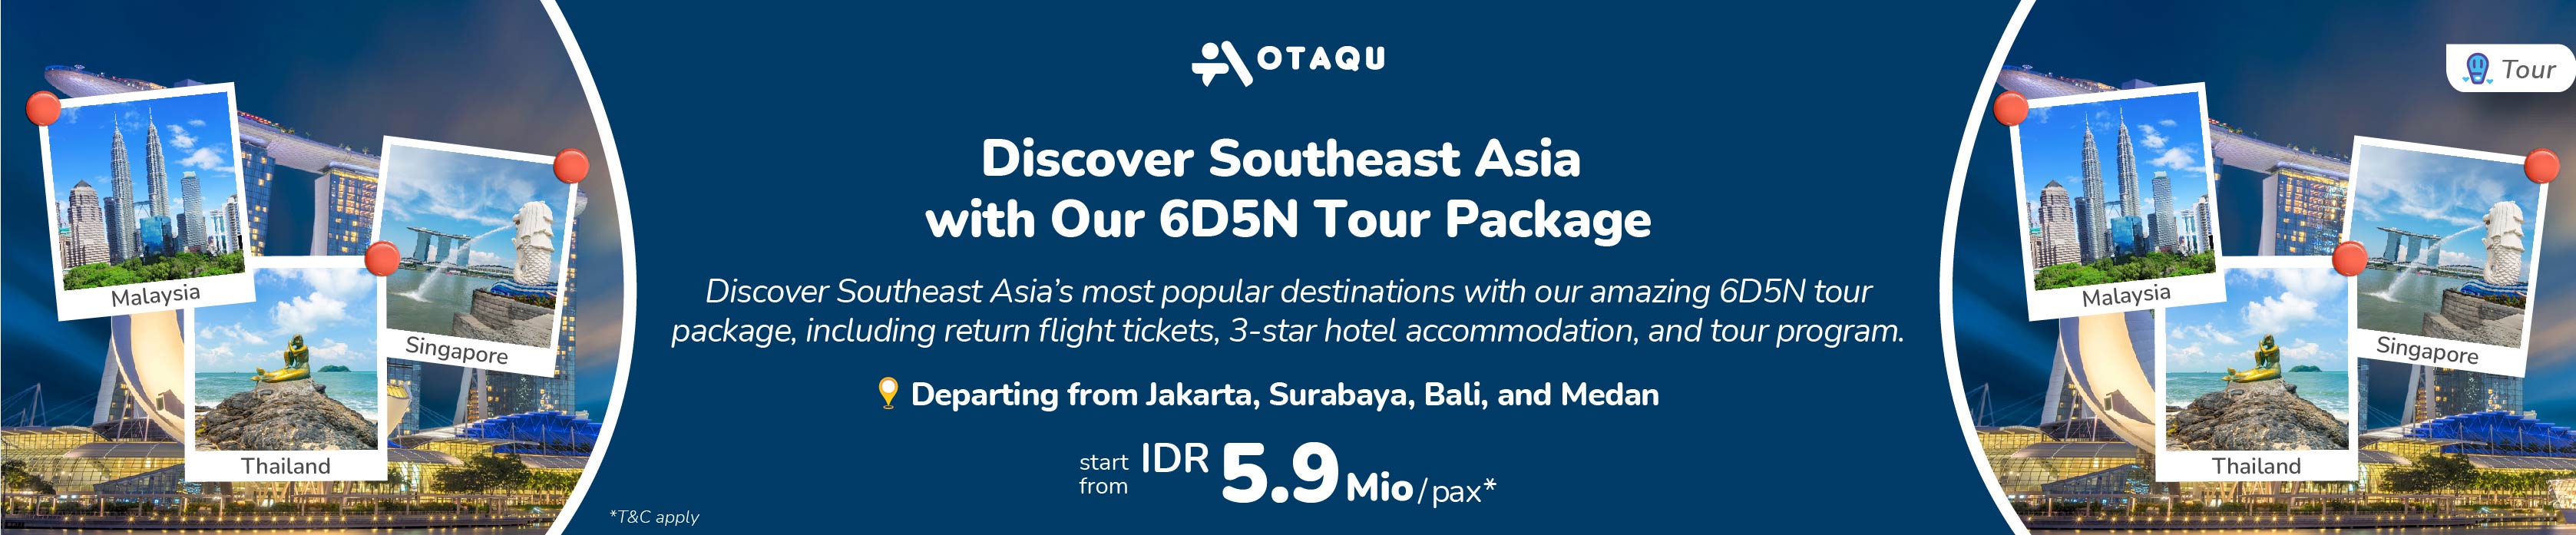 OTAQU
Tour
Discover Southeast Asia
with Our 6D5N Tour Package
Discover Southeast Asia's most popular destinations with our amazing 6D5N tour
package, including return flight tickets, 3-star hotel accommodation, and tour program.
Departing from Jakarta, Surabaya, Bali, and Medan
start
from
IDR 5.9 Mio/pax*
*T&C apply
Malaysia
Singapore
Thailand
Malaysia
Singapore
Thailand